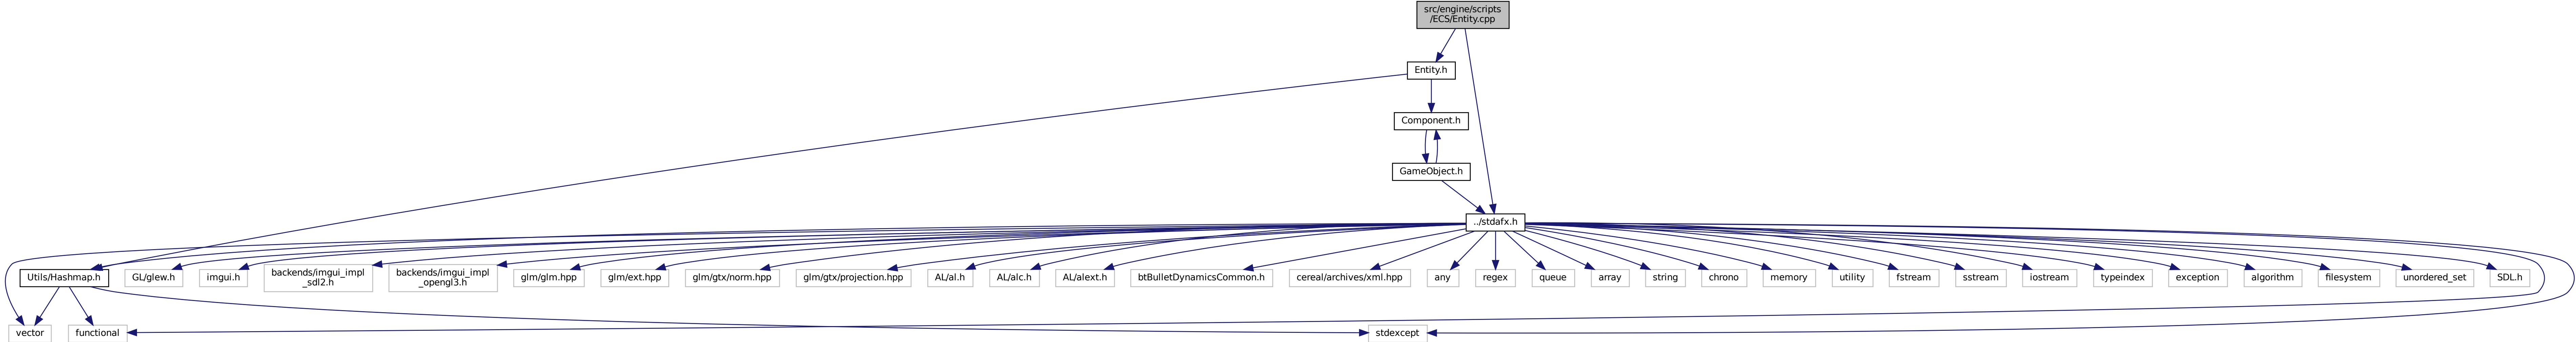 src/engine/scripts
/ECS/Entity.cpp
Entity.h
Component.h
GameObject.h
../stdafx.h
Utils/Hashmap.h
GL/glew.h
imgui.h
backends/imgui_impl
_sdl2.h
backends/imgui_impl
_opengl3.h
glm/glm.hpp
glm/ext.hpp
glm/gtx/norm.hpp
glm/gtx/projection.hpp
AL/al.h
AL/alc.h
AL/alext.h
btBulletDynamicsCommon.h
cereal/archives/xml.hpp
any
regex
queue
array
string
chrono
memory
utility
fstream
sstream
iostream
typeindex
exception
algorithm
filesystem
unordered_set
SDL.h
vector
functional
stdexcept